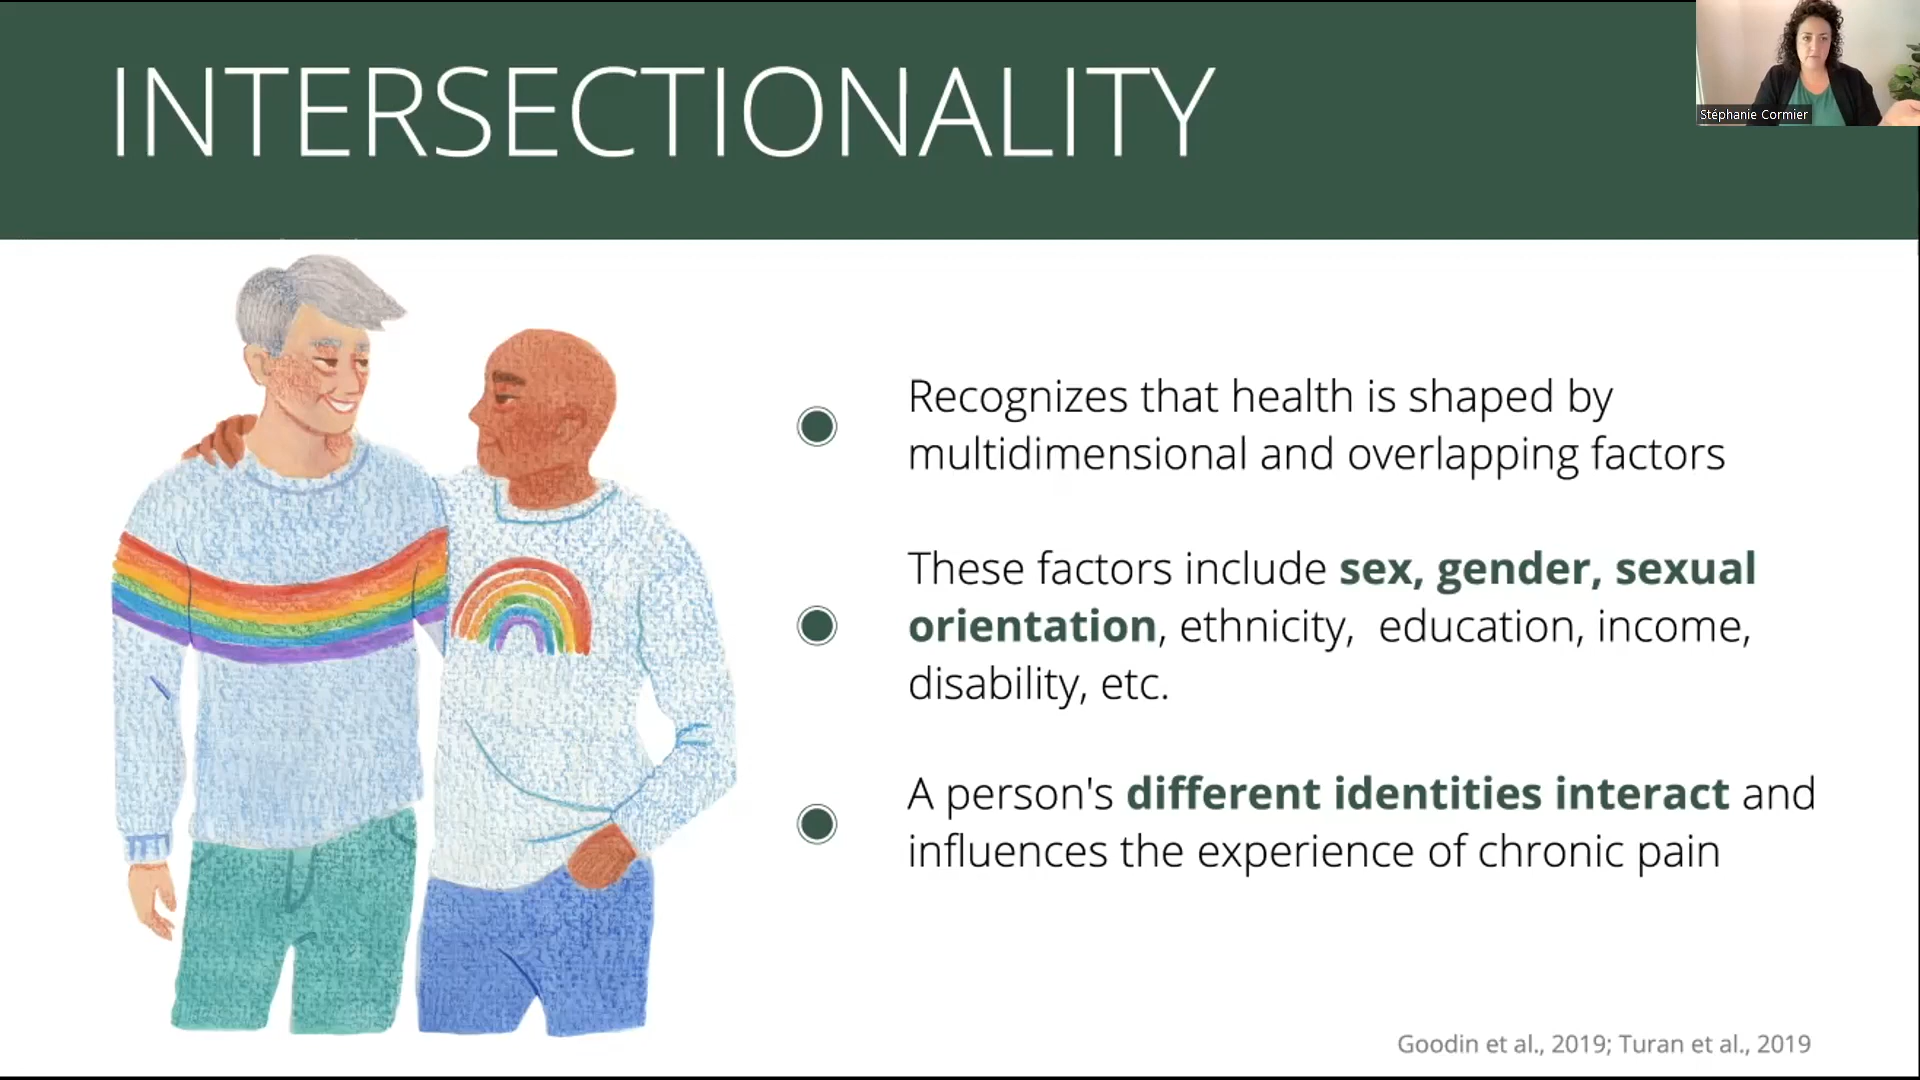 INTERSECTIONALITY
Stéphanie Cormier
Recognizes that health is shaped by
multidimensional and overlapping factors
These factors include sex, gender, sexual
orientation, ethnicity,  education, income,
disability, etc.
A person's different identities interact and
influences the experience of chronic pain
Goodin et al., 2019; Turan et al., 2019